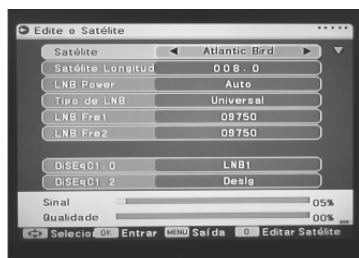 Edite o Satélite
Satélite Atlantic Bird
Satélite Longitud 008.0
LNB Power Auto
Tipo de LNB Universal
LNB Fre1 09750
LNB Fre2 09750
DiSEqC1.0 LNB1
DiSEqC1.2 Deslg
Sinal 05%
Qualidade 00%
Selecio OK Entrar MENU Saída 0 Editar Satélite